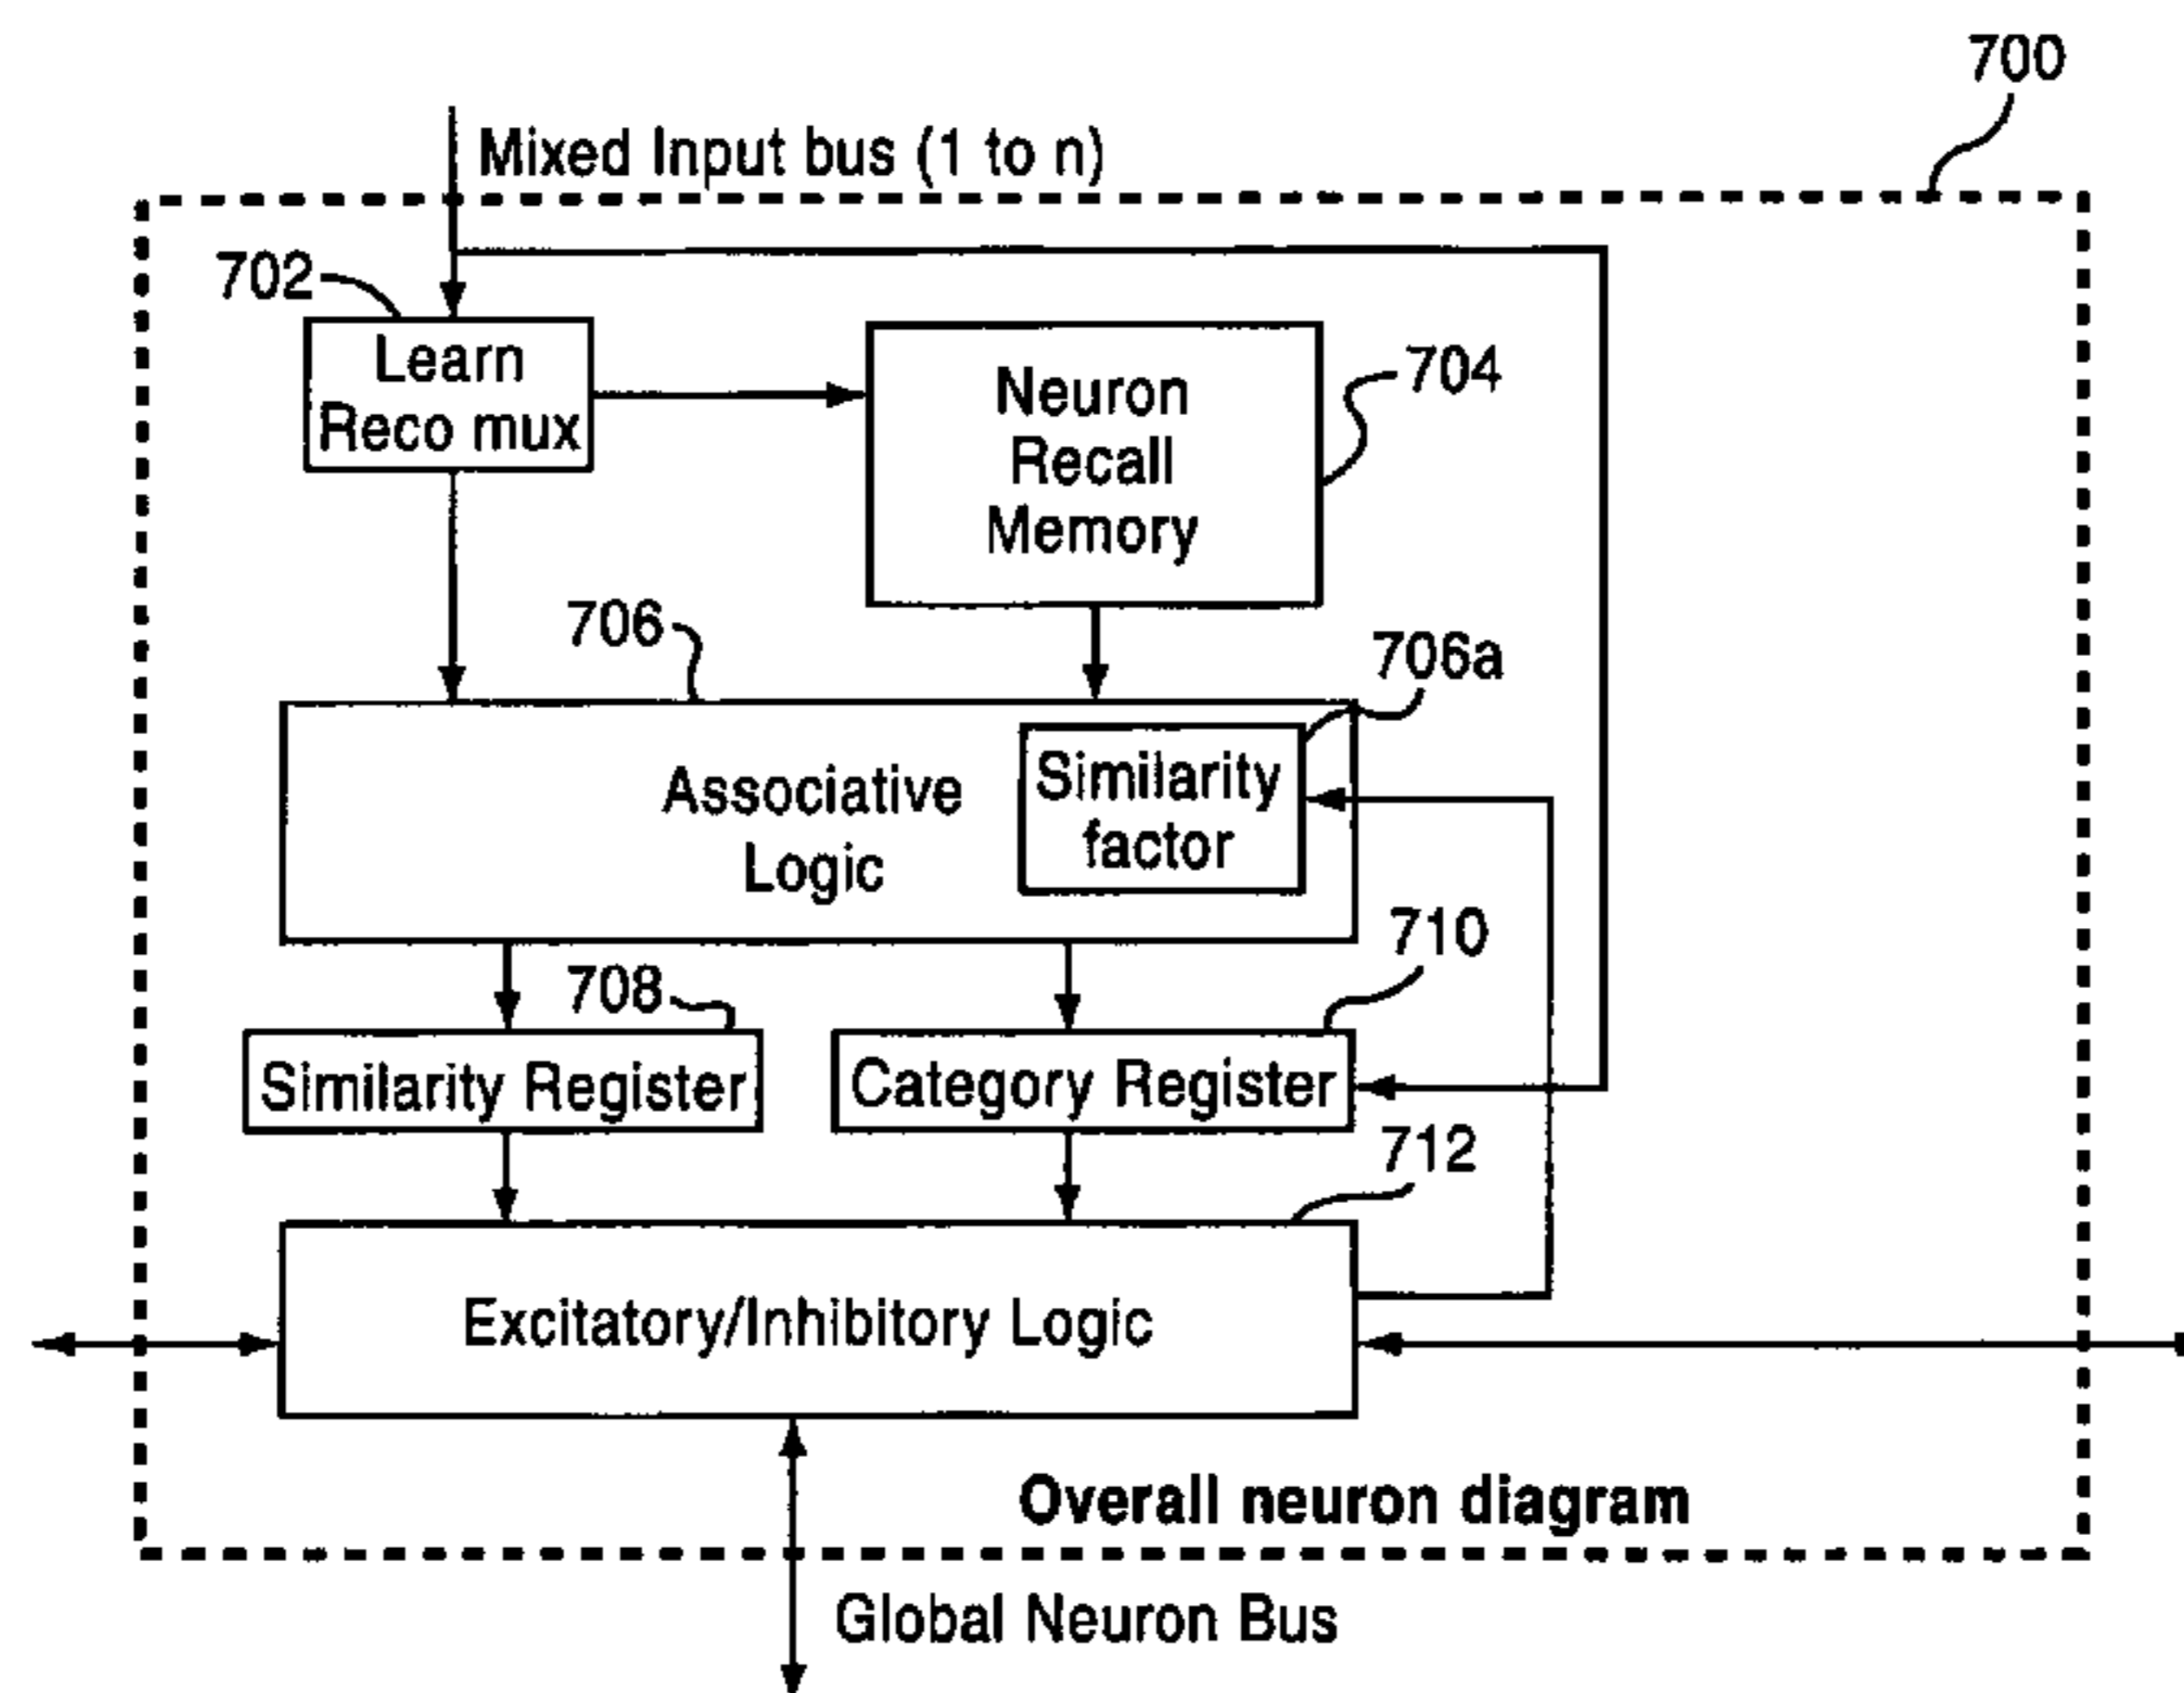 700
Mixed Input bus (1 to n)
702
Learn
Reco mux
Neuron
Recall
Memory
704
706
706a
Associative
Logic
Similarity
factor
710
708
Similarity Register
Category Register
712
Excitatory/Inhibitory Logic
Overall neuron diagram
Global Neuron Bus